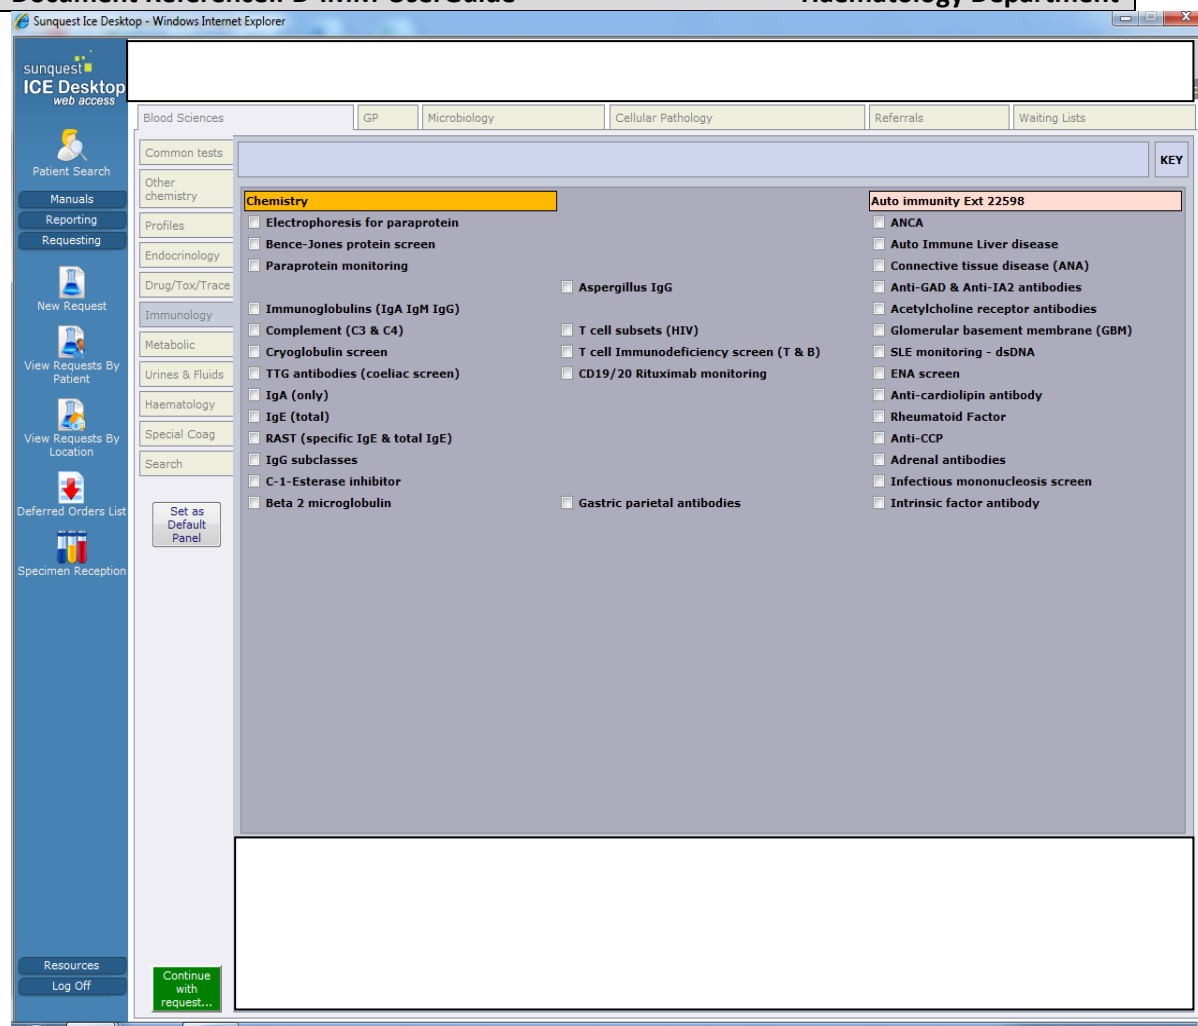 Haematology Department
Sunquest Ice Desktop - Windows Internet Explorer
sunquest
ICE Desktop
web access
Patient Search
Manuals
Reporting
Requesting
New Request
View Requests By
Patient
View Requests By
Location
Deferred Orders List
Specimen Reception
Resources
Log Off
Blood Sciences
GP
Microbiology
Cellular Pathology
Referrals
Waiting Lists
Common tests
Other
chemistry
Profiles
Endocrinology
Drug/Tox/Trace
Immunology
Metabolic
Urines & Fluids
Haematology
Special Coag
Search
Set as
Default
Panel
Continue
with
request...
KEY
Chemistry
Electrophoresis for paraprotein
Bence-Jones protein screen
Paraprotein monitoring
Immunoglobulins (IgA IgM IgG)
Complement (C3 & C4)
Cryoglobulin screen
TTG antibodies (coeliac screen)
IgA (only)
IgE (total)
RAST (specific IgE & total IgE)
IgG subclasses
C-1-Esterase inhibitor
Beta 2 microglobulin
Aspergillus IgG
T cell subsets (HIV)
T cell Immunodeficiency screen (T & B)
CD19/20 Rituximab monitoring
Gastric parietal antibodies
Auto immunity Ext 22598
ANCA
Auto Immune Liver disease
Connective tissue disease (ANA)
Anti-GAD & Anti-IA2 antibodies
Acetylcholine receptor antibodies
Glomerular basement membrane (GBM)
SLE monitoring - dsDNA
ENA screen
Anti-cardiolipin antibody
Rheumatoid Factor
Anti-CCP
Adrenal antibodies
Infectious mononucleosis screen
Intrinsic factor antibody